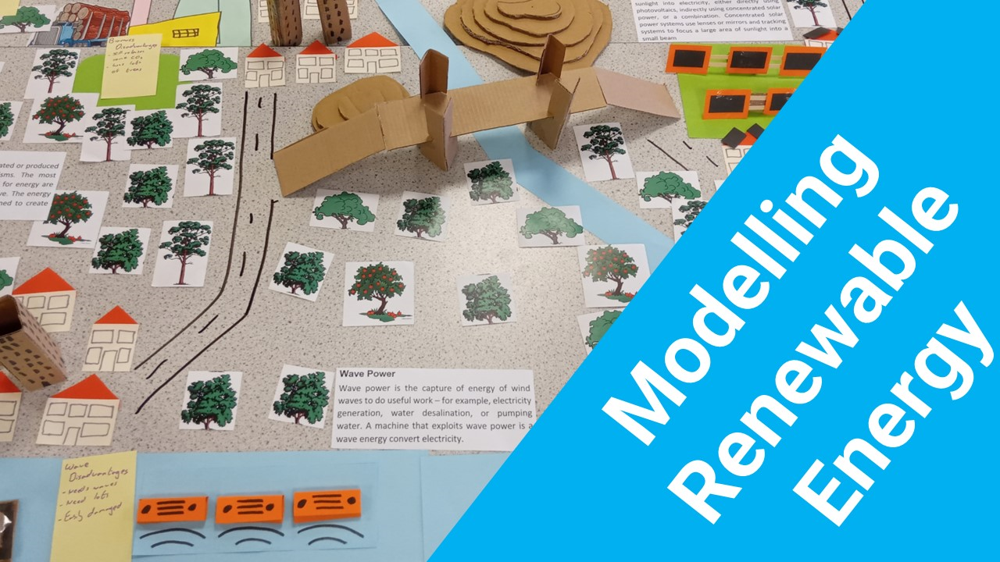 sunlight into electricity, either directly using
photovoltaics, indirectly using concentrated solar
power, or a combination. Concentrated solar
power systems use lenses or mirrors and tracking
systems to focus a large area of sunlight into a
small beam
Biomass
Disadvantages
of trees
ated or produced
isms. The most
for energy are
ve. The energy
ned to create
Modelling
Renewable
Energy
Wave Power
Wave power is the capture of energy of wind
waves to do useful work – for example, electricity
generation, water desalination, or pumping
water. A machine that exploits wave power is a
wave energy convert electricity.
Wave
Disadvantages
- Needs waves
- Need lots
- Easily damaged